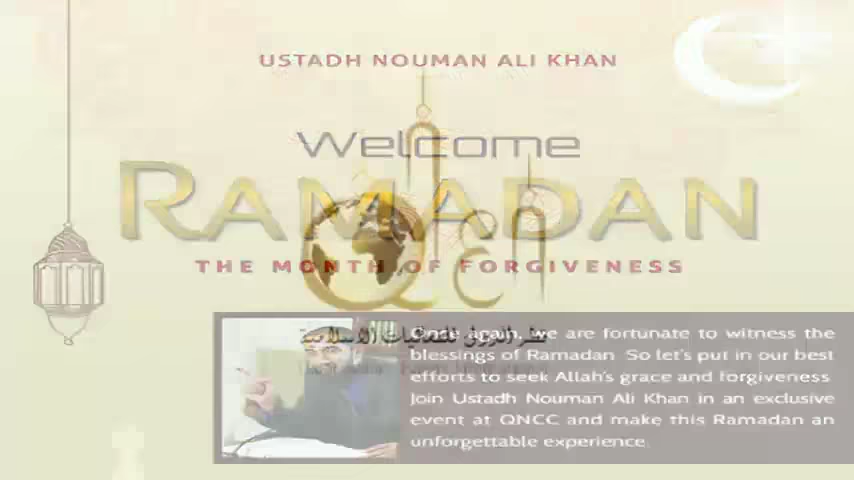 USTADH NOUMAN ALI KHAN
Welcome
RAMADAN
THE MONTH OF FORGIVENESS
Once again, we are fortunate to witness the
blessings of Ramadan. So let's put in our best
efforts to seek Allah's grace and forgiveness.
Join Ustadh Nouman Ali Khan in an exclusive
event at QNCC and make this Ramadan an
unforgettable experience.